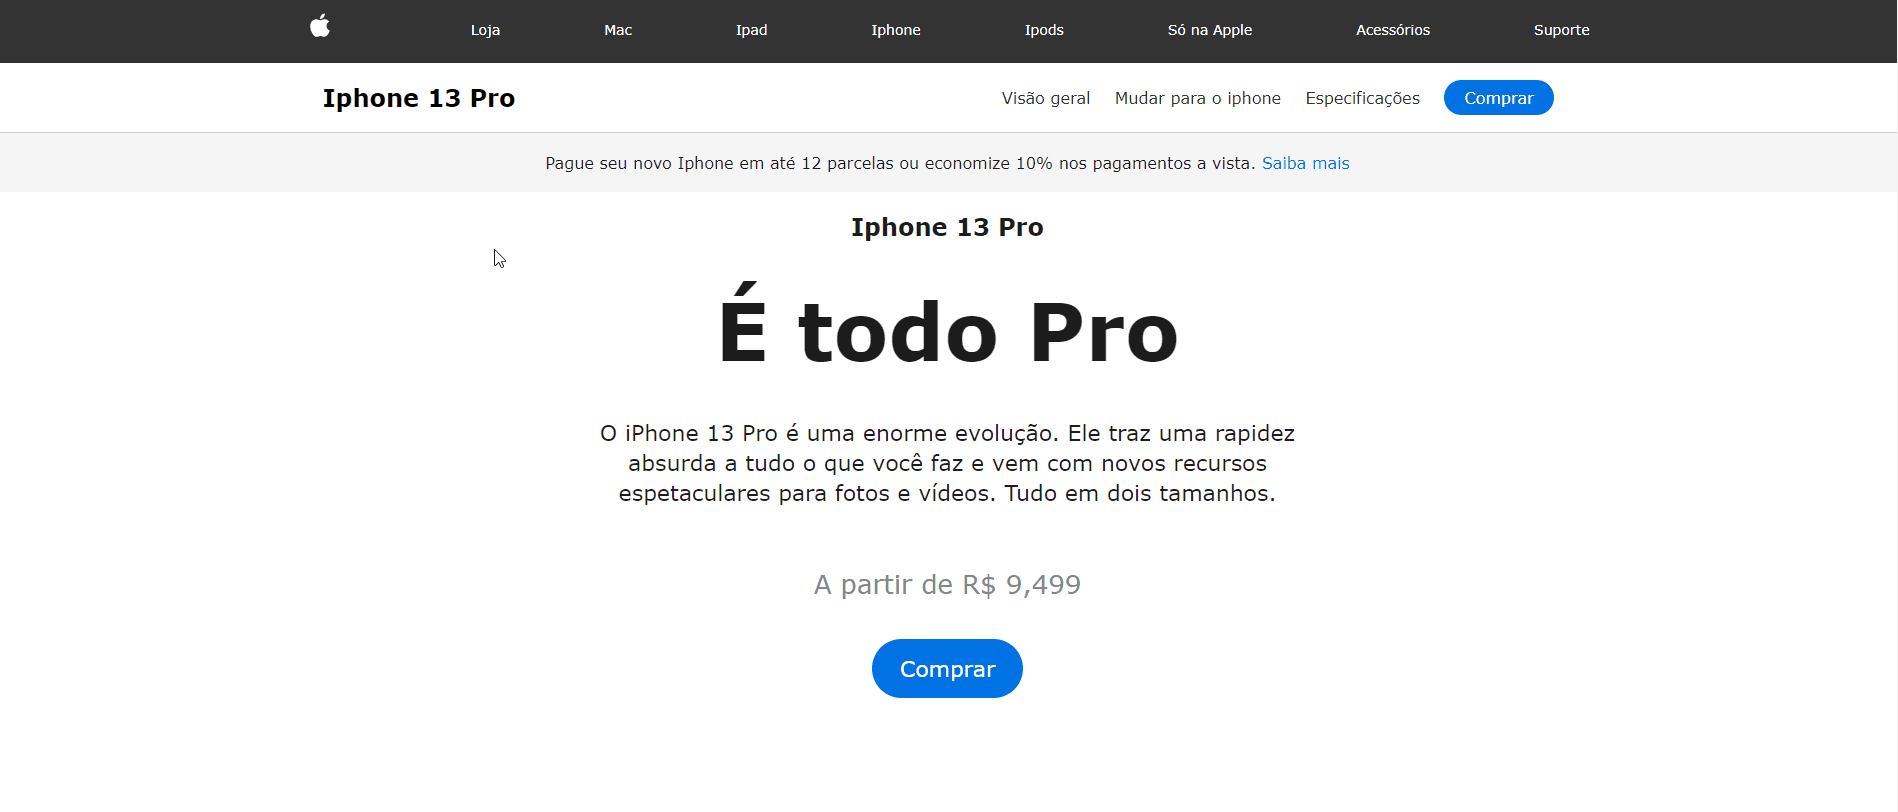 Loja Mac Ipad Iphone Ipods Só na Apple Acessórios Suporte
Iphone 13 Pro Visão geral Mudar para o iphone Especificações Comprar
Pague seu novo Iphone em até 12 parcelas ou economize 10% nos pagamentos a vista. Saiba mais
Iphone 13 Pro
É todo Pro
O iPhone 13 Pro é uma enorme evolução. Ele traz uma rapidez
absurda a tudo o que você faz e vem com novos recursos
espetaculares para fotos e vídeos. Tudo em dois tamanhos.
A partir de R$ 9,499
Comprar